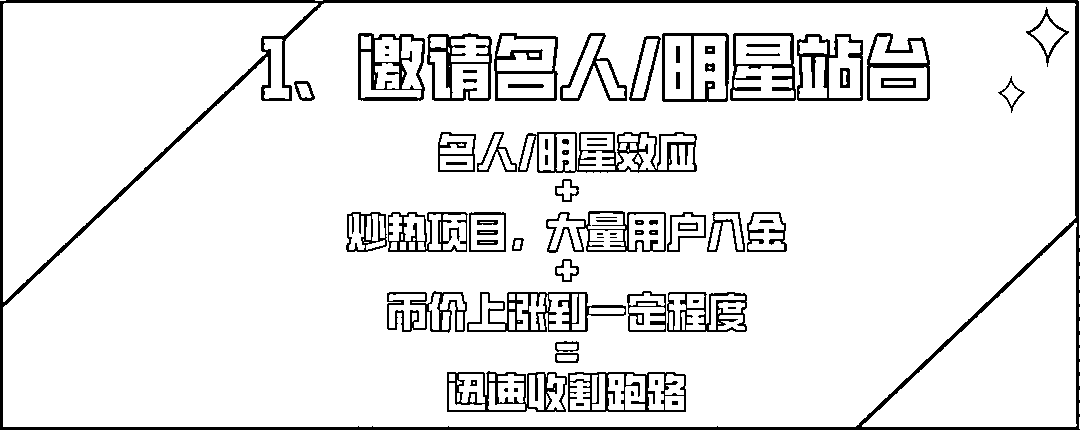 1、邀请名人/明星站台
名人/明星效应
+
炒热项目，大量用户入金
+
币价上涨到一定程度
=
迅速收割跑路